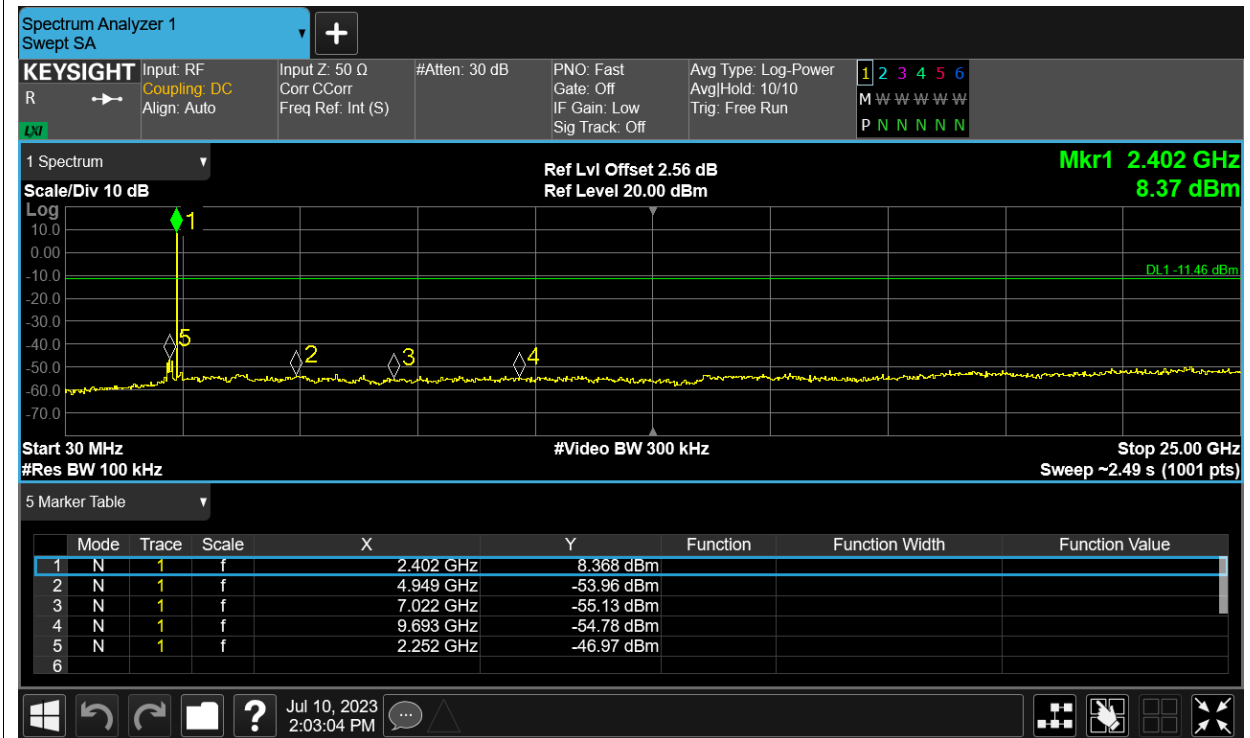 Spectrum Analyzer 1
Swept SA
+
KEYSIGHT Input: RF Input Z: 50 Ω #Atten: 30 dB PNO: Fast Avg Type: Log-Power 1 2 3 4 5 6
R Coupling: DC Corr CCorr Gate: Off Avg|Hold: 10/10 M W W W W W
Align: Auto Freq Ref: Int (S) IF Gain: Low Trig: Free Run P N N N N N
LXI Sig Track: Off
1 Spectrum Ref Lvl Offset 2.56 dB Mkr1 2.402 GHz
Scale/Div 10 dB Ref Level 20.00 dBm 8.37 dBm
Log
1
10.0
0.00
-10.0 DL1 -11.46 dBm
-20.0
-30.0
-40.0 5 2 3 4
-50.0
-60.0
-70.0
Start 30 MHz #Video BW 300 kHz Stop 25.00 GHz
#Res BW 100 kHz Sweep ~2.49 s (1001 pts)
5 Marker Table
Mode Trace Scale X Y Function Function Width Function Value
1 N 1 f 2.402 GHz 8.368 dBm
2 N 1 f 4.949 GHz -53.96 dBm
3 N 1 f 7.022 GHz -55.13 dBm
4 N 1 f 9.693 GHz -54.78 dBm
5 N 1 f 2.252 GHz -46.97 dBm
6
? Jul 10, 2023
2:03:04 PM